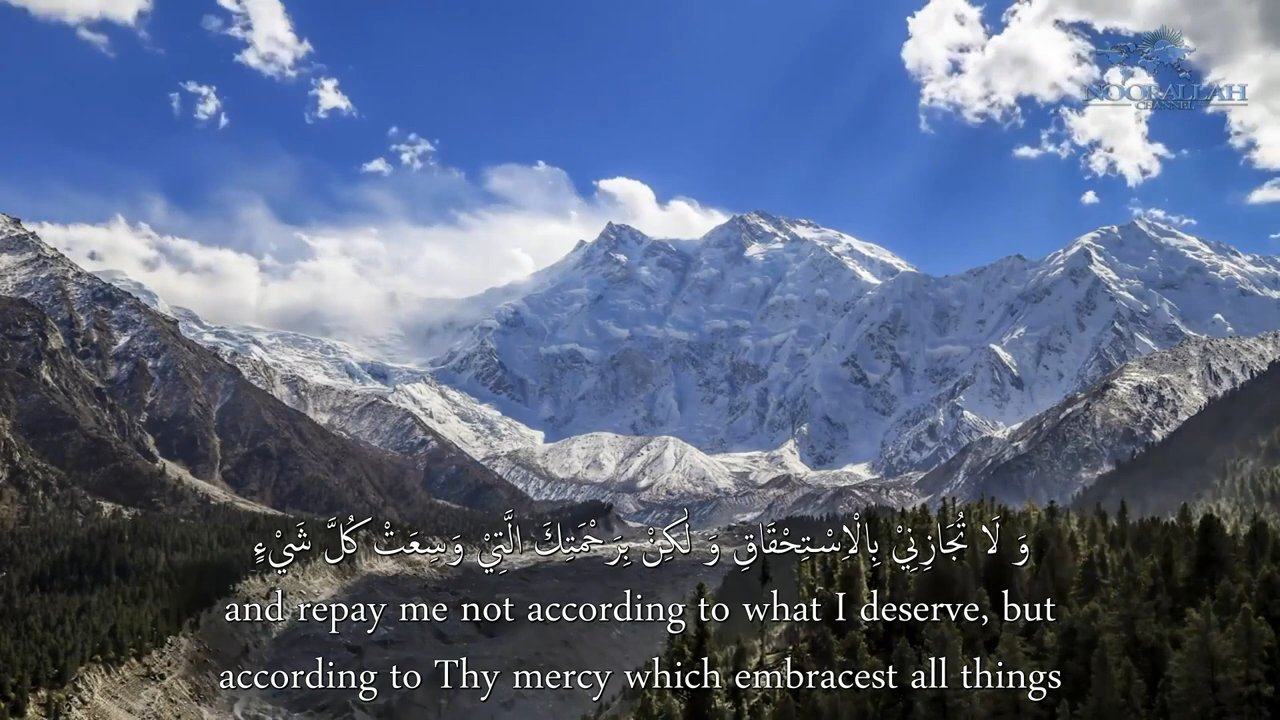 NOORALLAH
CHANNEL
وَ لَا تُجَازِنِيْ بِالْاِسْتِحْقَاقِ وَ لٰكِنْ بِرَحْمَتِكَ الَّتِيْ وَسِعَتْ كُلَّ شَيْءٍ
and repay me not according to what I deserve, but
according to Thy mercy which embracest all things